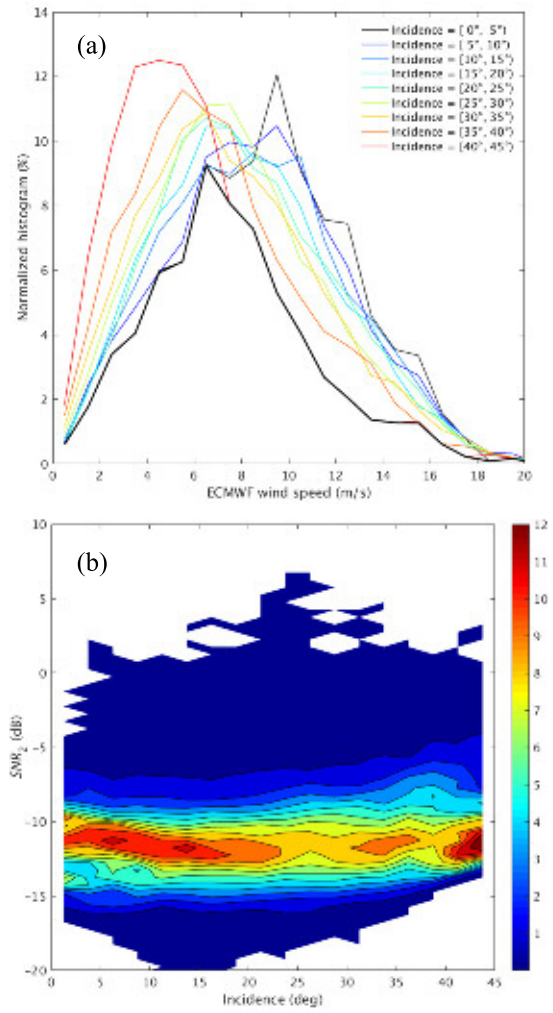 (a)
14
12
10
8
6
4
2
0
Normalized histogram (%)
Incidence = [ 0°, 5°)
Incidence = [ 5°, 10°)
Incidence = [10°, 15°)
Incidence = [15°, 20°)
Incidence = [20°, 25°)
Incidence = [25°, 30°)
Incidence = [30°, 35°)
Incidence = [35°, 40°)
Incidence = [40°, 45°)
0 2 4 6 8 10 12 14 16 18 20
ECMWF wind speed (m/s)
(b)
10
5
0
−5
−10
−15
−20
SNR2 (dB)
0 5 10 15 20 25 30 35 40 45
Incidence (deg)
12
11
10
9
8
7
6
5
4
3
2
1